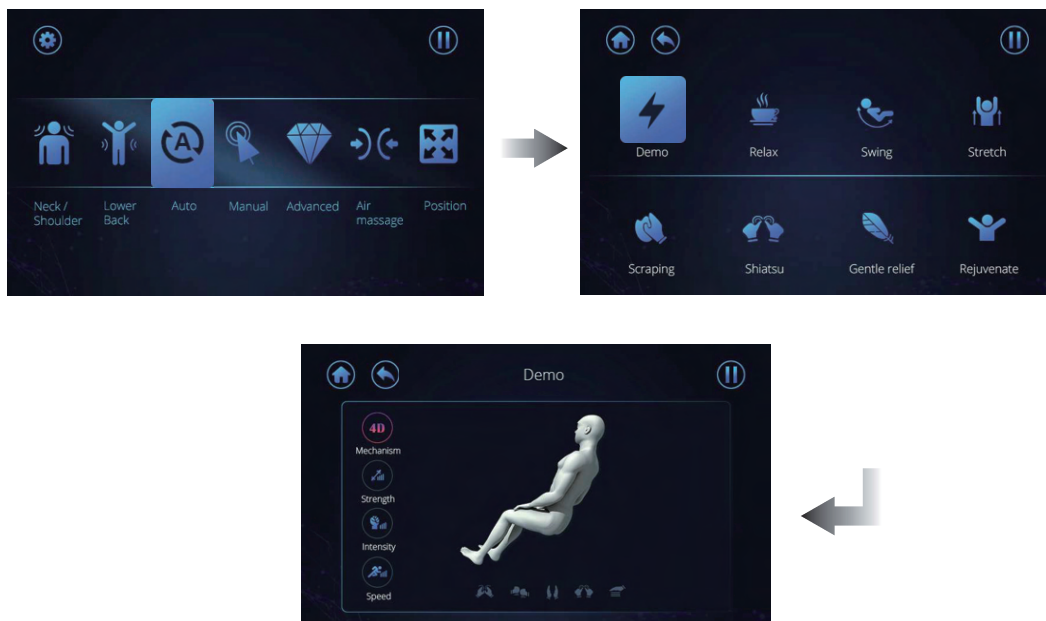 A
Neck /
Shoulder
Lower
Back
Auto
Manual
Advanced
Air
massage
Position
Demo
Relax
Swing
Stretch
Scraping
Shiatsu
Gentle relief
Rejuvenate
Demo
4D
Mechanism
Strength
Intensity
Speed